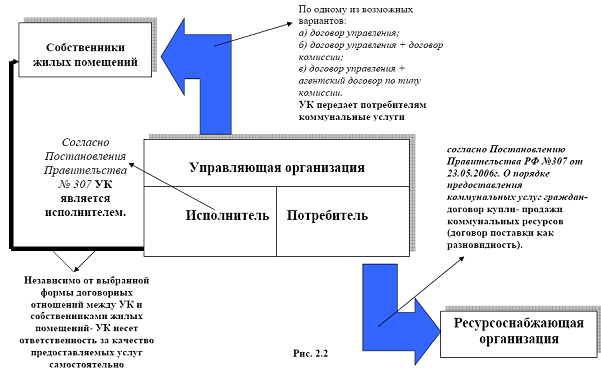 По одному из возможных
вариантов:
а) договор управления;
б) договор управления + договор
комиссии;
в) договор управления +
агентский договор по типу
комиссии.
УК передает потребителям
коммунальные услуги
Собственники
жилых помещений
Согласно
Постановления
Правительства
№ 307 УК
является
исполнителем.
Управляющая организация
Исполнитель
Потребитель
согласно Постановлению
Правительства РФ №307 от
23.05.2006г. О порядке
предоставления
коммунальных услуг граждан-
договор купли- продажи
коммунальных ресурсов
(договор поставки как
разновидность).
Независимо от выбранной
формы договорных
отношений между УК и
собственниками жилых
помещений- УК несет
ответственность за качество
предоставляемых услуг
самостоятельно
Рис. 2.2
Ресурсоснабжающая
организация